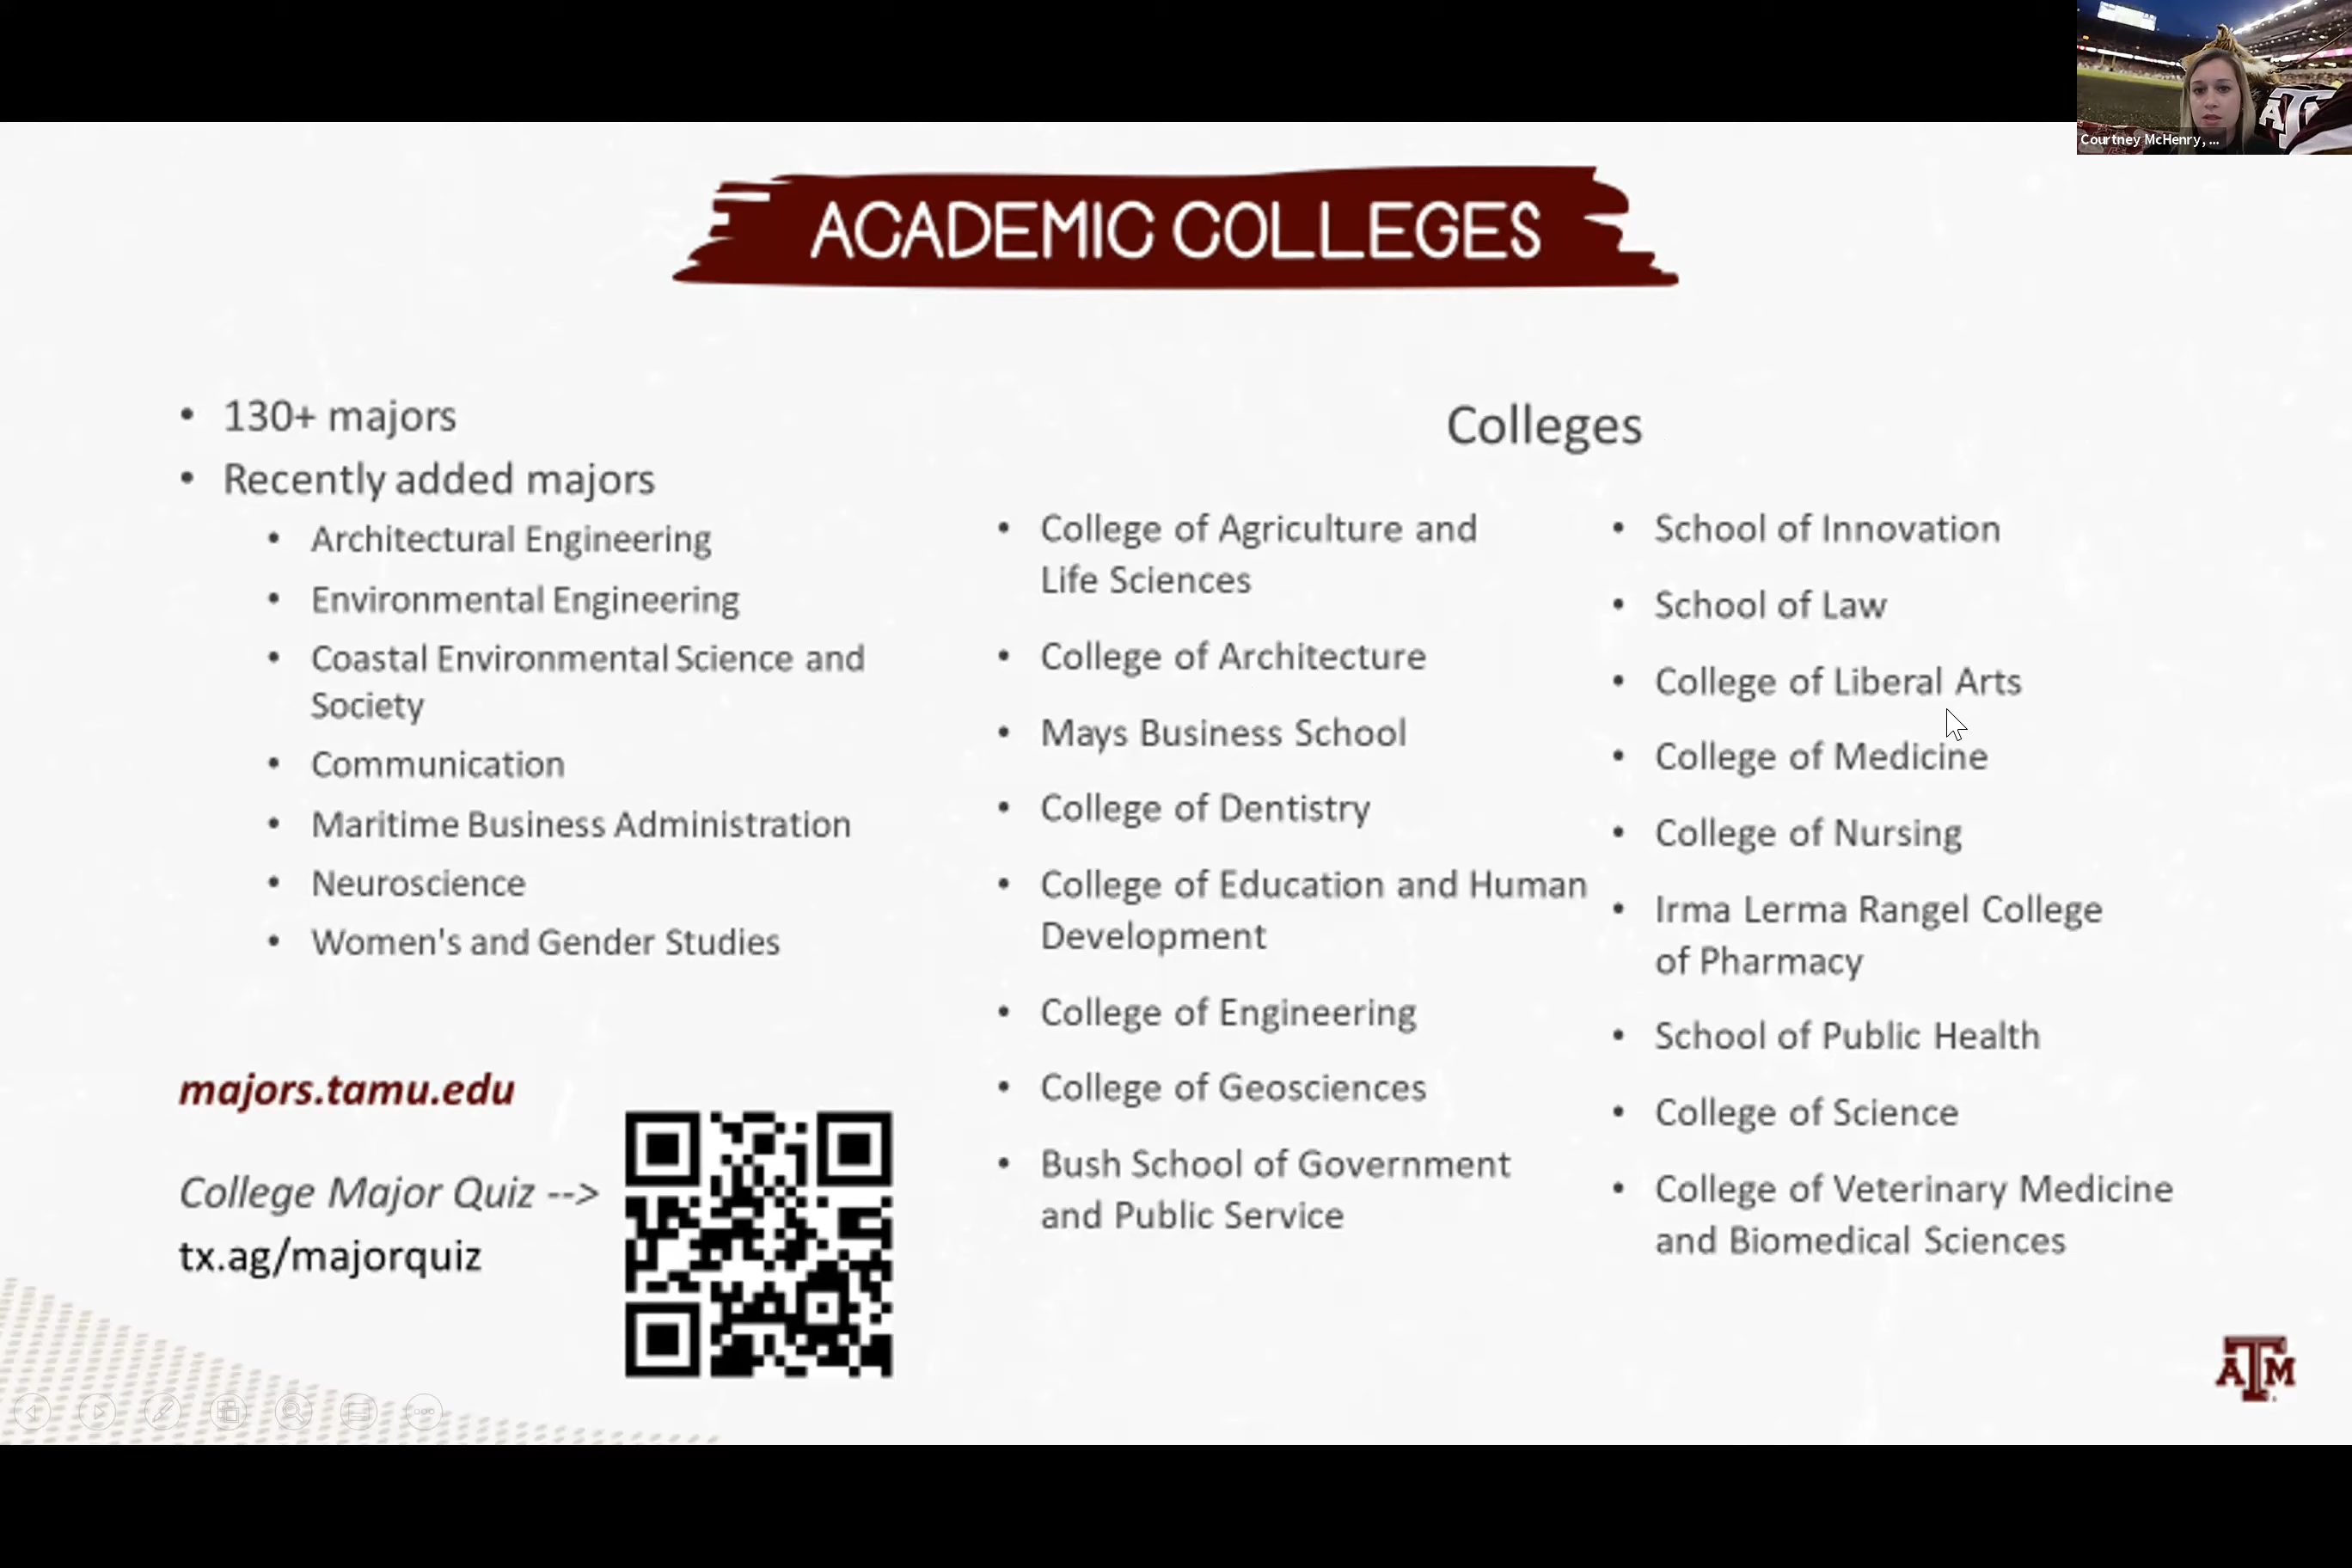 Courtney McHenry, ...
ACADEMIC COLLEGES
• 130+ majors
• Recently added majors
• Architectural Engineering
• Environmental Engineering
• Coastal Environmental Science and
Society
• Communication
• Maritime Business Administration
• Neuroscience
• Women's and Gender Studies
majors.tamu.edu
College Major Quiz -->
tx.ag/majorquiz
Colleges
• College of Agriculture and
Life Sciences
• College of Architecture
• Mays Business School
• College of Dentistry
• College of Education and Human
Development
• College of Engineering
• College of Geosciences
• Bush School of Government
and Public Service
• School of Innovation
• School of Law
• College of Liberal Arts
• College of Medicine
• College of Nursing
• Irma Lerma Rangel College
of Pharmacy
• School of Public Health
• College of Science
• College of Veterinary Medicine
and Biomedical Sciences
ATM
ATM